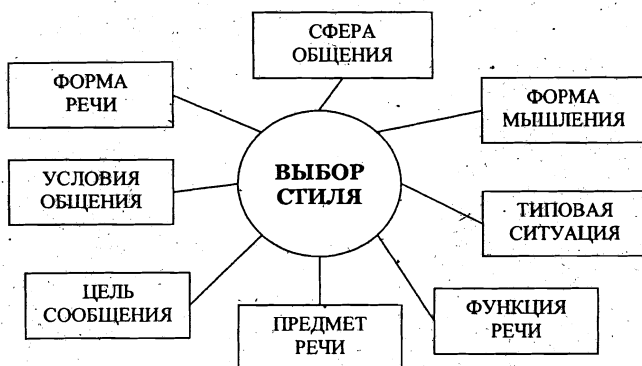 СФЕРА
ОБЩЕНИЯ
ФОРМА
РЕЧИ
ФОРМА
МЫШЛЕНИЯ
ВЫБОР
СТИЛЯ
УСЛОВИЯ
ОБЩЕНИЯ
ТИПОВАЯ
СИТУАЦИЯ
ЦЕЛЬ
СООБЩЕНИЯ
ПРЕДМЕТ
РЕЧИ
ФУНКЦИЯ
РЕЧИ